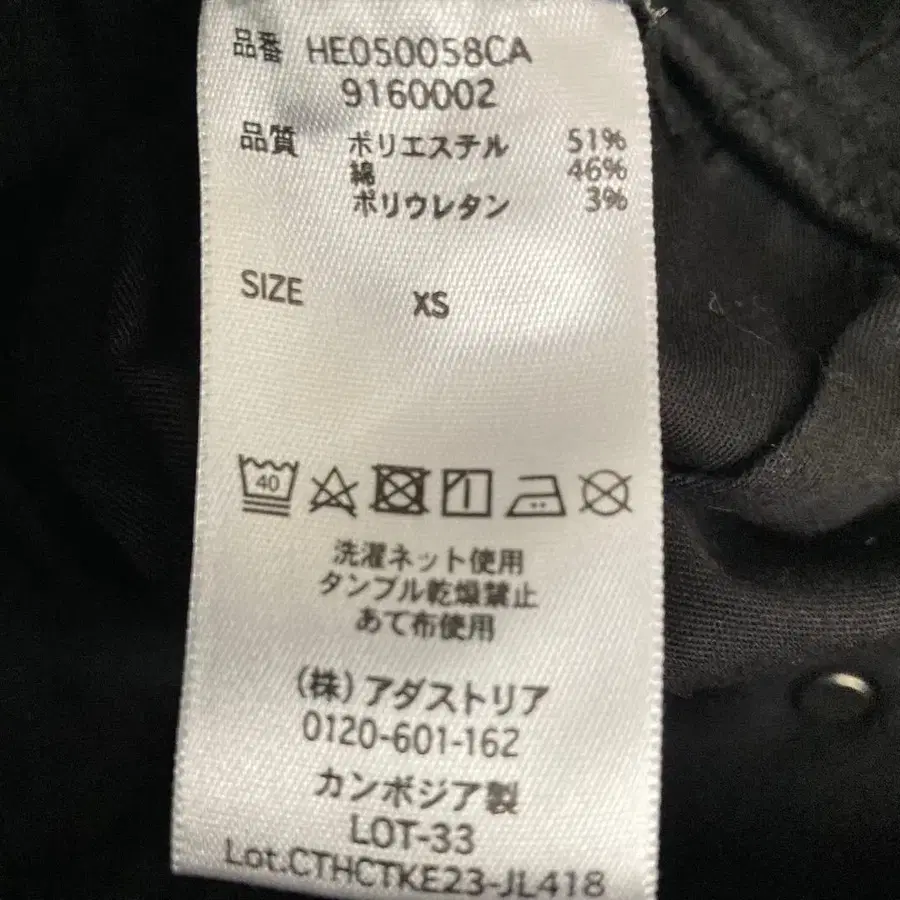 品番 HE050058CA
9160002
品質 ポリエステル 51%
綿 46%
ポリウレタン 3%
SIZE XS
40
洗濯ネット使用
タンブル乾燥禁止
あて布使用
(株)アダストリア
0120-601-162
カンボジア製
LOT-33
Lot.CTHCTKE23-JL418